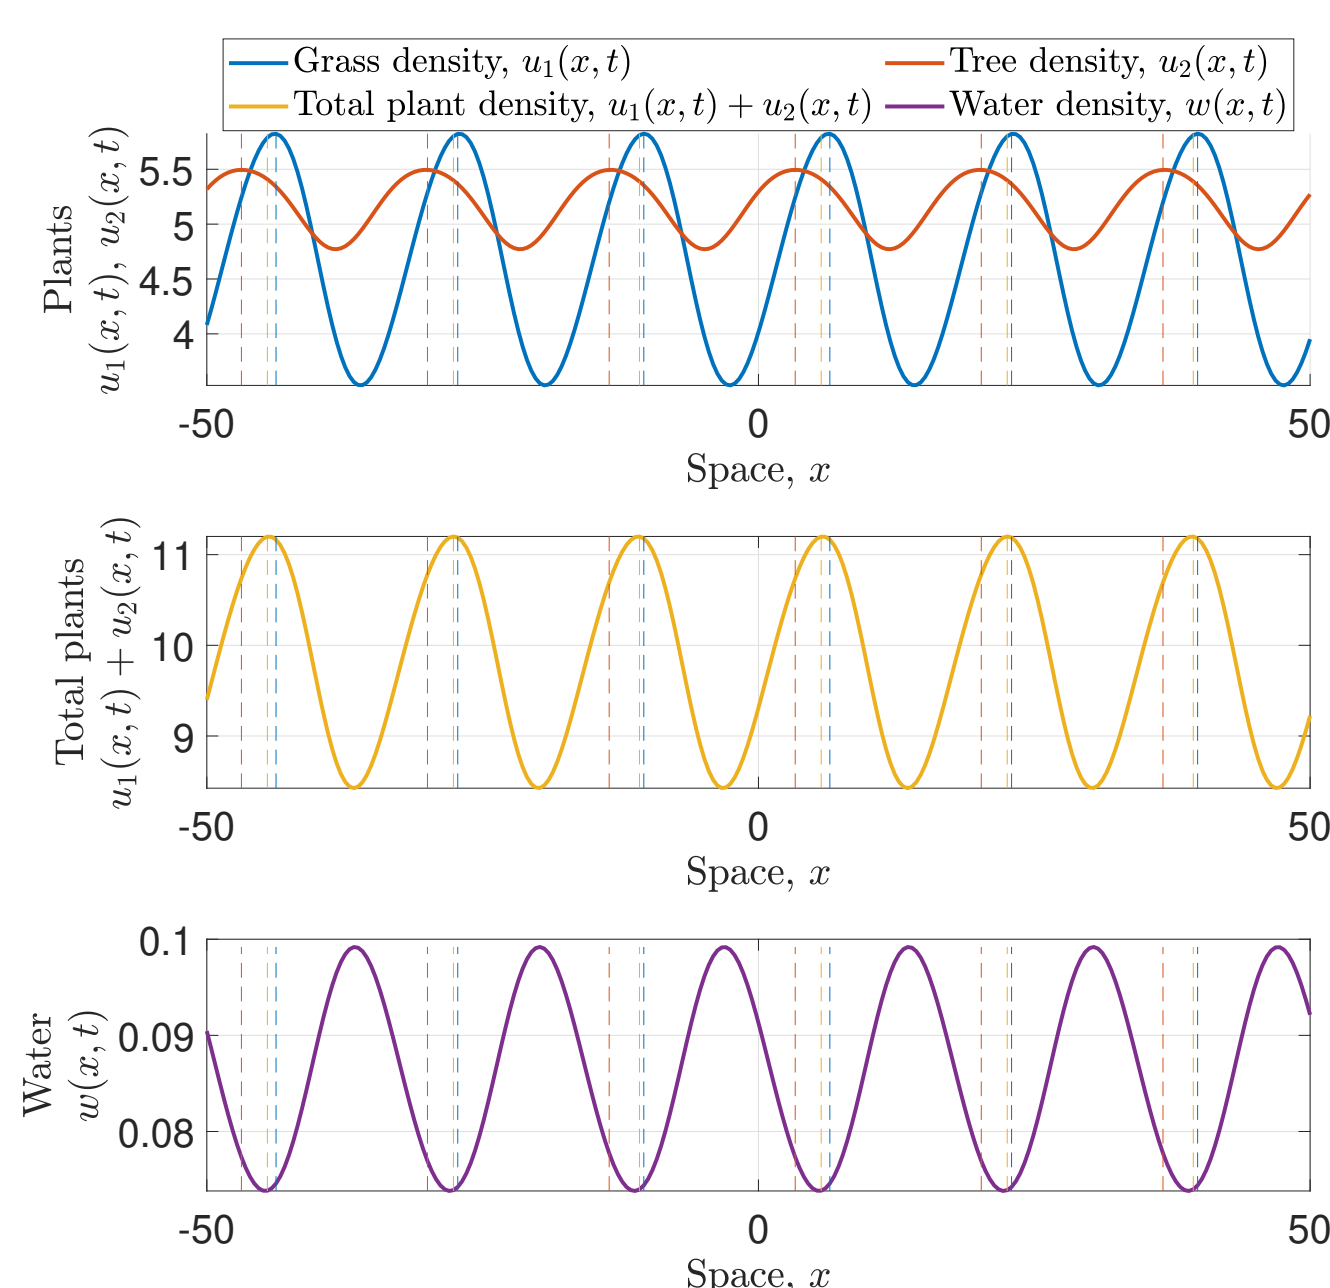 Grass density, u₁(x, t)
Tree density, u₂(x, t)
Total plant density, u₁(x, t) + u₂(x, t)
Water density, w(x, t)
Plants
u₁(x, t), u₂(x, t)
5.5
5
4.5
4
-50 0 50
Space, x
Total plants
u₁(x, t) + u₂(x, t)
11
10
9
-50 0 50
Space, x
Water
w(x, t)
0.1
0.09
0.08
-50 0 50
Space, x